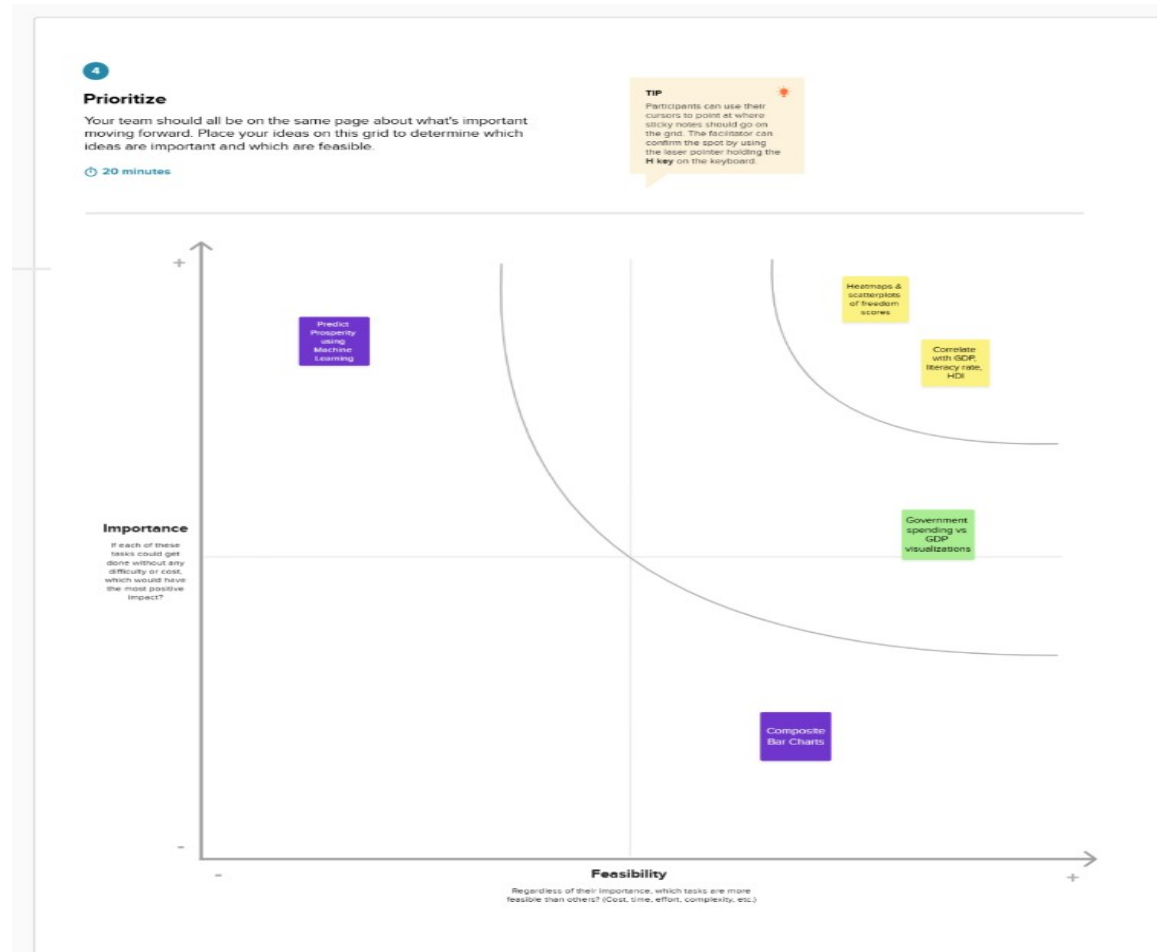 4
Prioritize
Your team should all be on the same page about what's important
moving forward. Place your ideas on this grid to determine which
ideas are important and which are feasible.
20 minutes
TIP
Participants can use their
cursors to point at where
sticky notes should go on
the grid. The facilitator can
confirm the spot by using
the laser pointer holding the
H key on the keyboard.
+
Predict
Prosperity
using
Machine
Learning
Heatmaps &
scatterplots
of freedom
scores
Correlate
with GDP,
literacy rate,
HDI
Importance
If each of these
tasks could get
done without any
difficulty or cost,
which would have
the most positive
impact?
Government
spending vs
GDP
visualizations
Composite
Bar Charts
-
-
Feasibility
+
Regardless of their importance, which tasks are more
feasible than others? (Cost, time, effort, complexity, etc.)